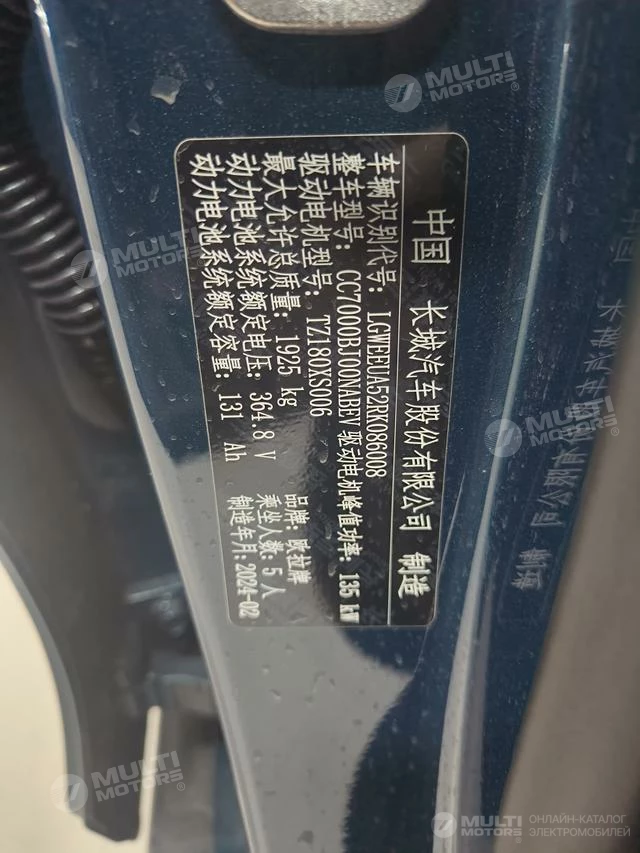 中国 长城汽车股份有限公司 制造
车辆识别代号: LGWEEUA52RK086008
整车型号: CC7000BJ00NABEV 驱动电机峰值功率: 135 kW
驱动电机型号: TZ180XS006
最大允许总质量: 1925 kg 品牌: 欧拉牌
动力电池系统额定电压: 364.8 V 乘坐人数: 5 人
动力电池系统额定容量: 131 Ah 制造年月: 2024-02
MULTI
MOTORS®
MULTI
MOTORS®
MULTI
MOTORS®
MULTI
MOTORS®
MULTI
MOTORS®
ОНЛАЙН-КАТАЛОГ
ЭЛЕКТРОМОБИЛЕЙ